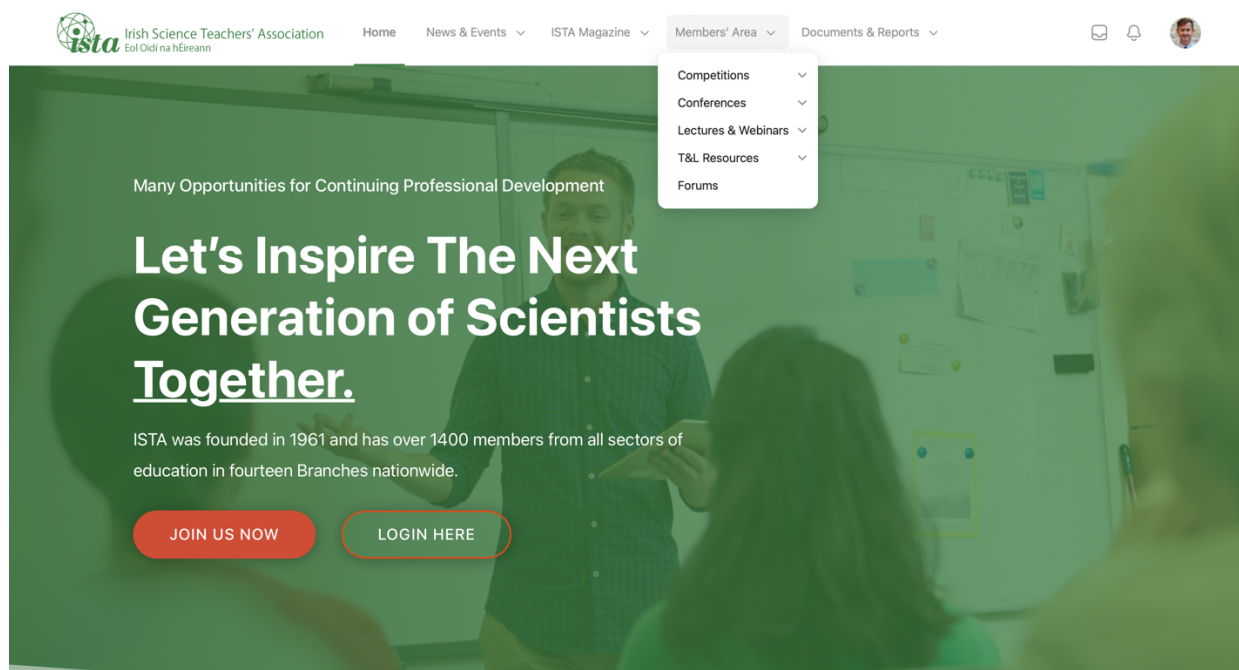 ista
Irish Science Teachers' Association
Eol Oidí na hÉireann
Home
News & Events
ISTA Magazine
Members' Area
Documents & Reports
Competitions
Conferences
Lectures & Webinars
T&L Resources
Forums
Many Opportunities for Continuing Professional Development
Let's Inspire The Next
Generation of Scientists
Together.
ISTA was founded in 1961 and has over 1400 members from all sectors of
education in fourteen Branches nationwide.
JOIN US NOW
LOGIN HERE